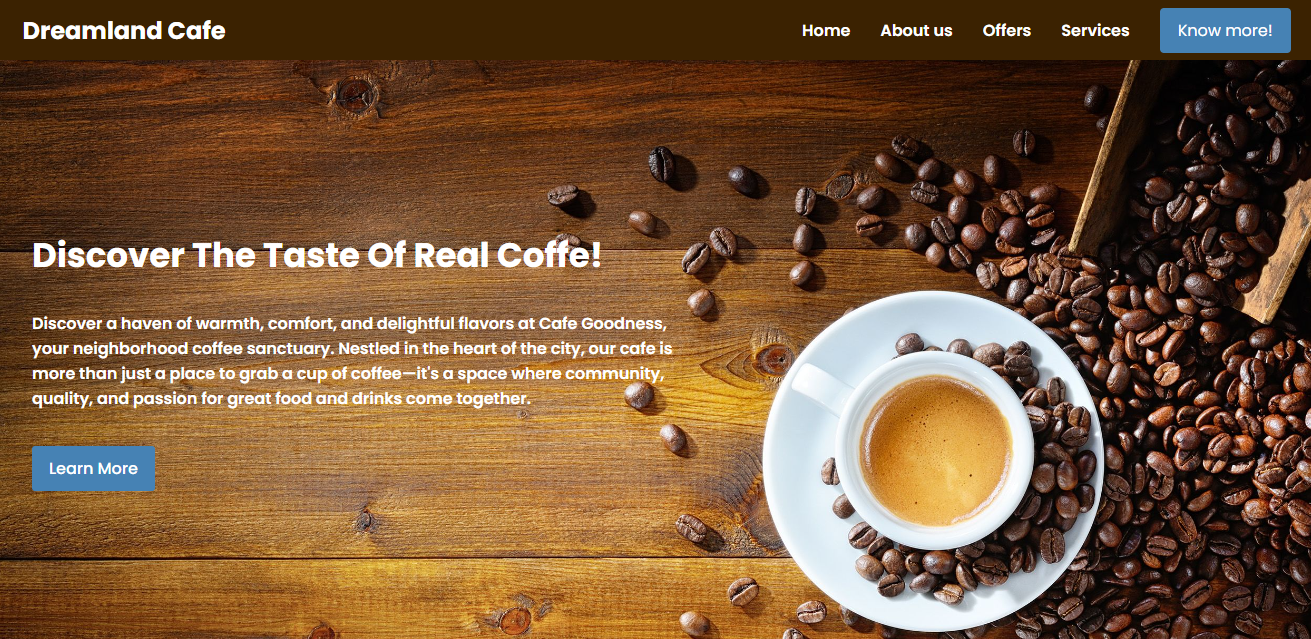 Dreamland Cafe
Home About us Offers Services Know more!
Discover The Taste Of Real Coffe!
Discover a haven of warmth, comfort, and delightful flavors at Cafe Goodness,
your neighborhood coffee sanctuary. Nestled in the heart of the city, our cafe is
more than just a place to grab a cup of coffee—it's a space where community,
quality, and passion for great food and drinks come together.
Learn More